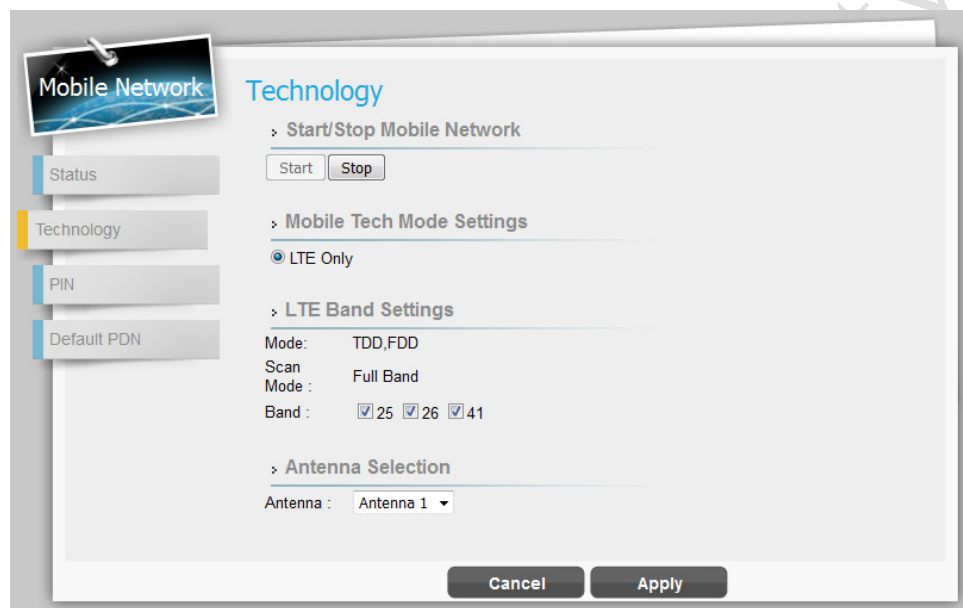 Mobile Network
Status
Technology
PIN
Default PDN
Technology
Start/Stop Mobile Network
Start Stop
Mobile Tech Mode Settings
LTE Only
LTE Band Settings
Mode: TDD,FDD
Scan
Mode : Full Band
Band : 25 26 41
Antenna Selection
Antenna : Antenna 1
Cancel Apply